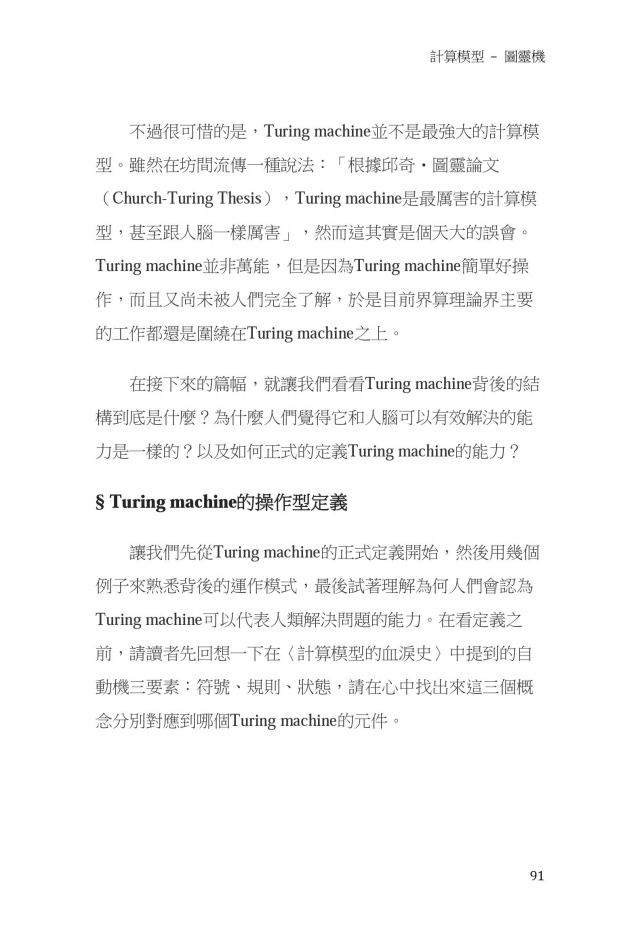 計算模型 – 圖靈機
不過很可惜的是，Turing machine並不是最強大的計算模
型。雖然在坊間流傳一種說法：「根據邱奇・圖靈論文
（Church-Turing Thesis），Turing machine是最厲害的計算模
型，甚至跟人腦一樣厲害」，然而這其實是個天大的誤會。
Turing machine並非萬能，但是因為Turing machine簡單好操
作，而且又尚未被人們完全了解，於是目前界算理論界主要
的工作都還是圍繞在Turing machine之上。
在接下來的篇幅，就讓我們看看Turing machine背後的結
構到底是什麼？為什麼人們覺得它和人腦可以有效解決的能
力是一樣的？以及如何正式的定義Turing machine的能力？
§ Turing machine的操作型定義
讓我們先從Turing machine的正式定義開始，然後用幾個
例子來熟悉背後的運作模式，最後試著理解為何人們會認為
Turing machine可以代表人類解決問題的能力。在看定義之
前，請讀者先回想一下在〈計算模型的血淚史〉中提到的自
動機三要素：符號、規則、狀態，請在心中找出來這三個概
念分別對應到哪個Turing machine的元件。
91